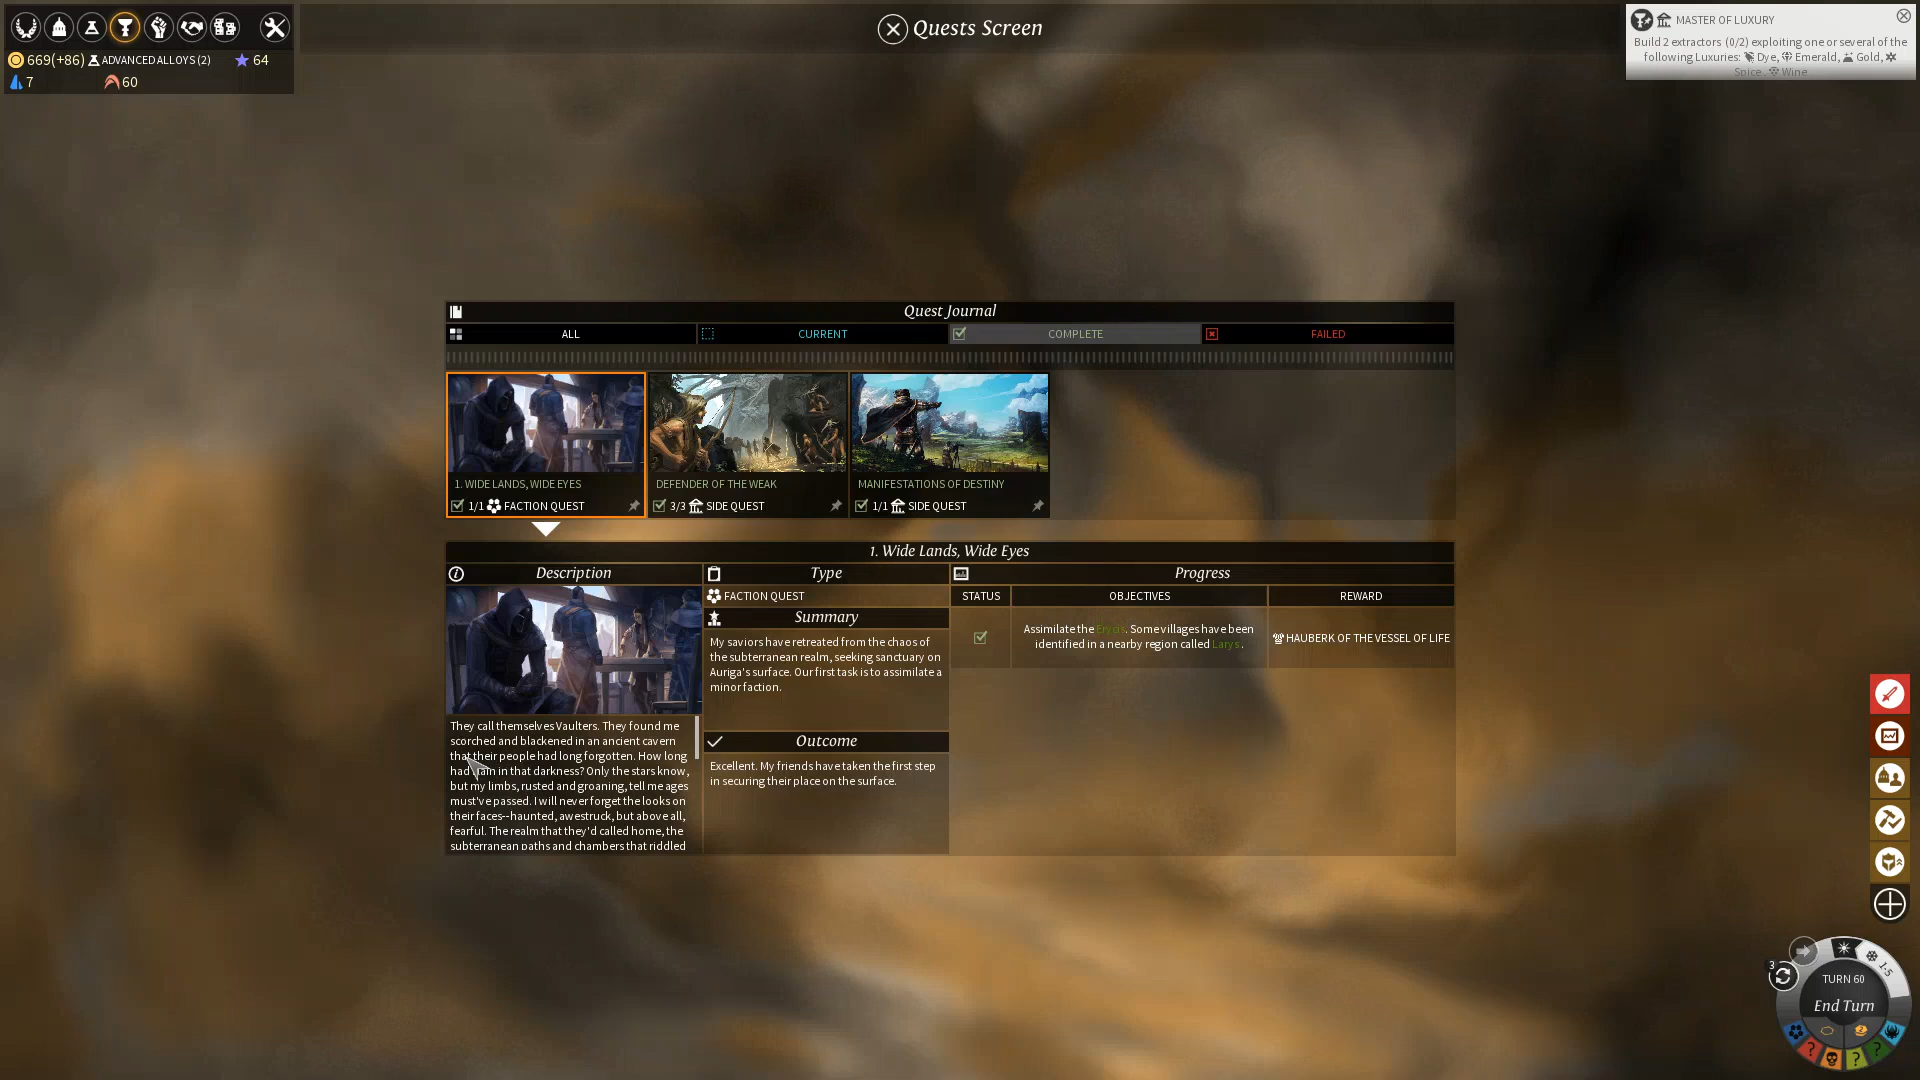 Quests Screen
669(+86) ADVANCED ALLOYS (2) 64
7 60
MASTER OF LUXURY
Build 2 extractors (0/2) exploiting one or several of the
following Luxuries: Dye, Emerald, Gold,
Spice, Wine
Quest Journal
ALL CURRENT COMPLETE FAILED
1. WIDE LANDS, WIDE EYES
1/1 FACTION QUEST
DEFENDER OF THE WEAK
3/3 SIDE QUEST
MANIFESTATIONS OF DESTINY
1/1 SIDE QUEST
1. Wide Lands, Wide Eyes
Description
They call themselves Vaulters. They found me
scorched and blackened in an ancient cavern
that their people had long forgotten. How long
had I lain in that darkness? Only the stars know,
but my limbs, rusted and groaning, tell me ages
must've passed. I will never forget the looks on
their faces--haunted, awestruck, but above all,
fearful. The realm that they'd called home, the
subterranean paths and chambers that riddled
Type
FACTION QUEST
Summary
My saviors have retreated from the chaos of
the subterranean realm, seeking sanctuary on
Auriga's surface. Our first task is to assimilate a
minor faction.
Outcome
Excellent. My friends have taken the first step
in securing their place on the surface.
Progress
STATUS OBJECTIVES REWARD
Assimilate the Erycis. Some villages have been
identified in a nearby region called Larys.
HAUBERK OF THE VESSEL OF LIFE
1-5
3
TURN 60
End Turn
? ? ?